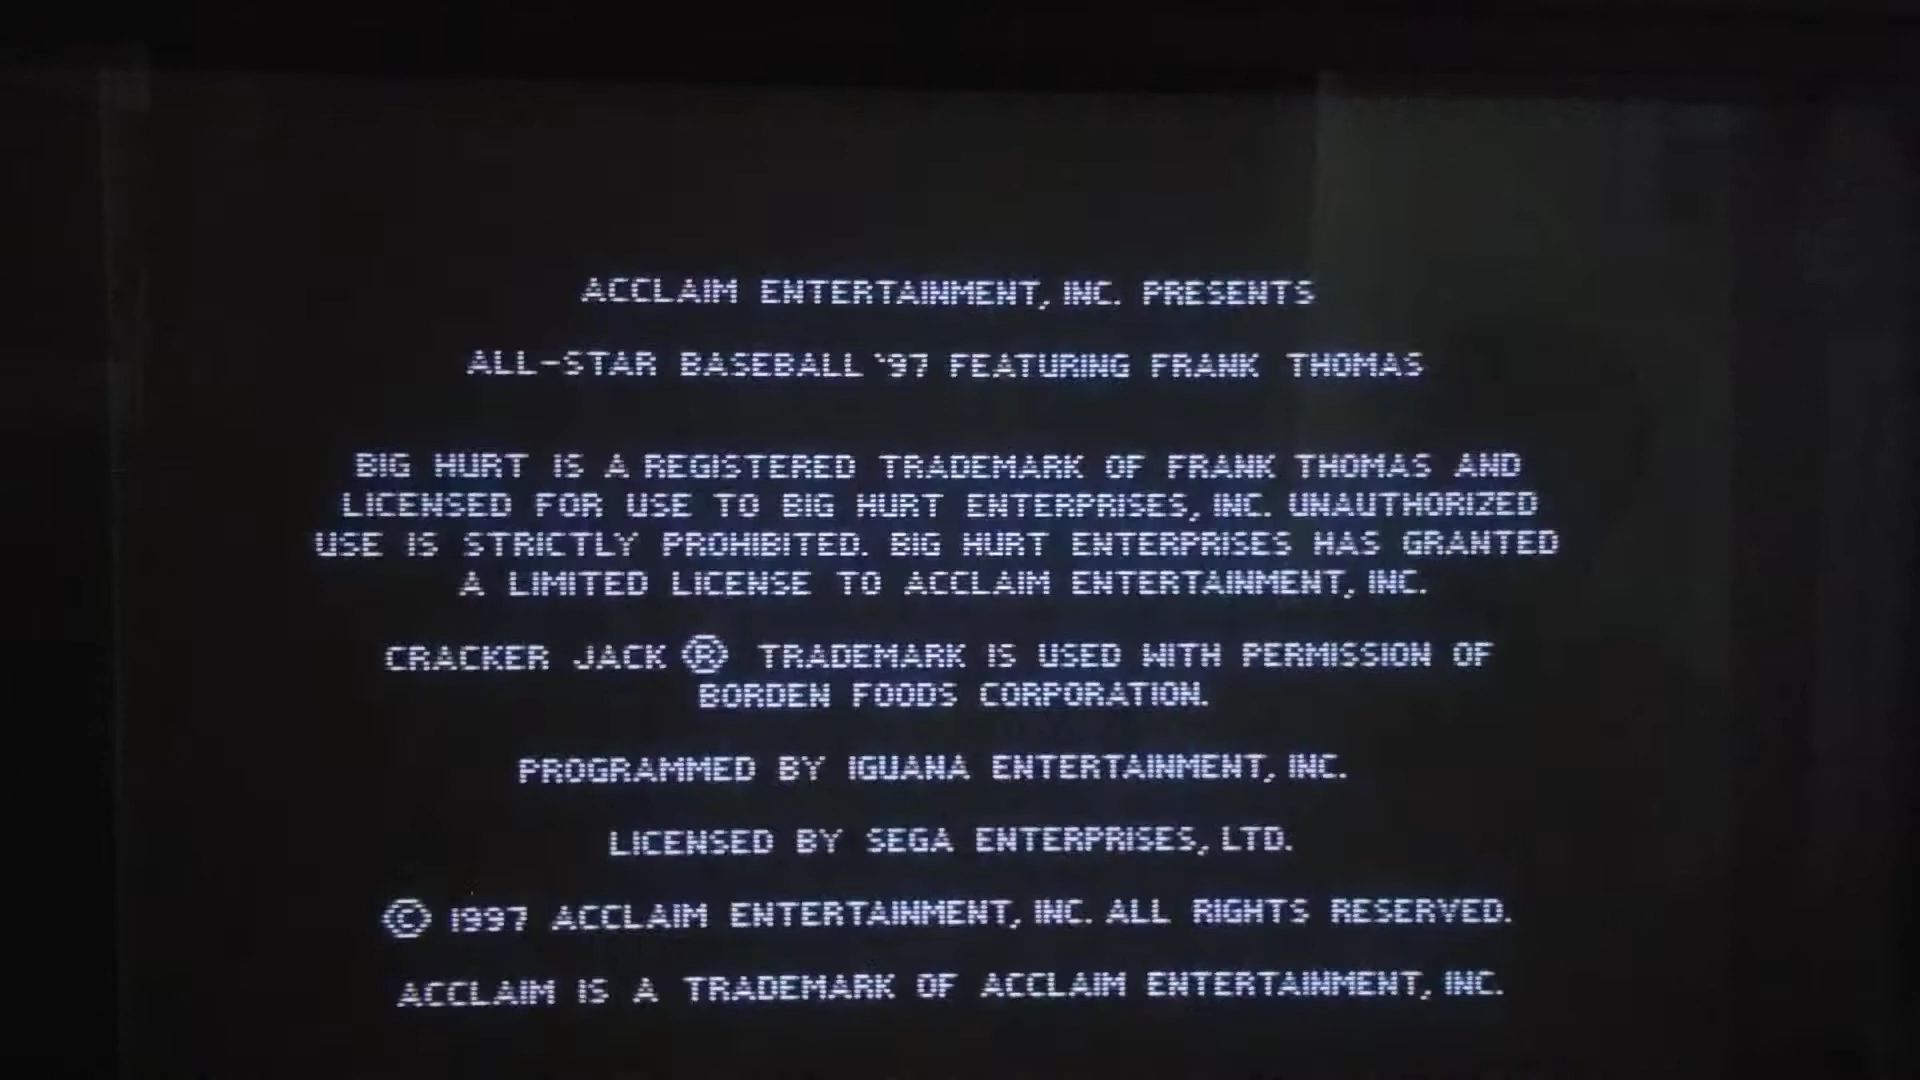 ACCLAIM ENTERTAINMENT, INC. PRESENTS
ALL-STAR BASEBALL '97 FEATURING FRANK THOMAS
BIG HURT IS A REGISTERED TRADEMARK OF FRANK THOMAS AND
LICENSED FOR USE TO BIG HURT ENTERPRISES, INC. UNAUTHORIZED
USE IS STRICTLY PROHIBITED. BIG HURT ENTERPRISES HAS GRANTED
A LIMITED LICENSE TO ACCLAIM ENTERTAINMENT, INC.
CRACKER JACK ® TRADEMARK IS USED WITH PERMISSION OF
BORDEN FOODS CORPORATION.
PROGRAMMED BY IGUANA ENTERTAINMENT, INC.
LICENSED BY SEGA ENTERPRISES, LTD.
© 1997 ACCLAIM ENTERTAINMENT, INC. ALL RIGHTS RESERVED.
ACCLAIM IS A TRADEMARK OF ACCLAIM ENTERTAINMENT, INC.